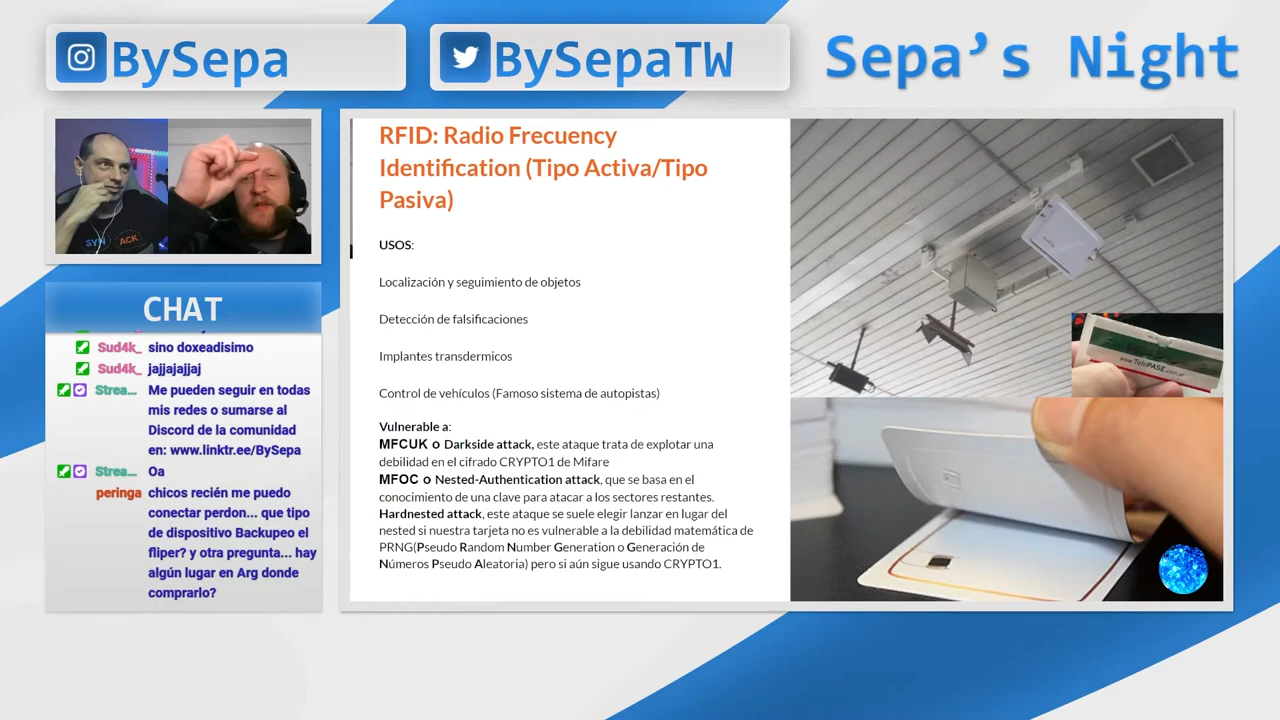 BySepa
BySepaTW
Sepa's Night
SYN ACK
CHAT
Sud4k_ sino doxeadisimo
Sud4k_ jajjajajjaj
Strea... Me pueden seguir en todas
mis redes o sumarse al
Discord de la comunidad
en: www.linktr.ee/BySepa
Strea... Oa
peringa chicos recién me puedo
conectar perdon... que tipo
de dispositivo Backupeo el
fliper? y otra pregunta... hay
algún lugar en Arg donde
comprarlo?
RFID: Radio Frecuency
Identification (Tipo Activa/Tipo
Pasiva)
USOS:
Localización y seguimiento de objetos
Detección de falsificaciones
Implantes transdermicos
Control de vehículos (Famoso sistema de autopistas)
Vulnerable a:
MFCUK o Darkside attack, este ataque trata de explotar una
debilidad en el cifrado CRYPTO1 de Mifare
MFOC o Nested-Authentication attack, que se basa en el
conocimiento de una clave para atacar a los sectores restantes.
Hardnested attack, este ataque se suele elegir lanzar en lugar del
nested si nuestra tarjeta no es vulnerable a la debilidad matemática de
PRNG(Pseudo Random Number Generation o Generación de
Números Pseudo Aleatoria) pero si aún sigue usando CRYPTO1.
www.TelePASE.com.ar